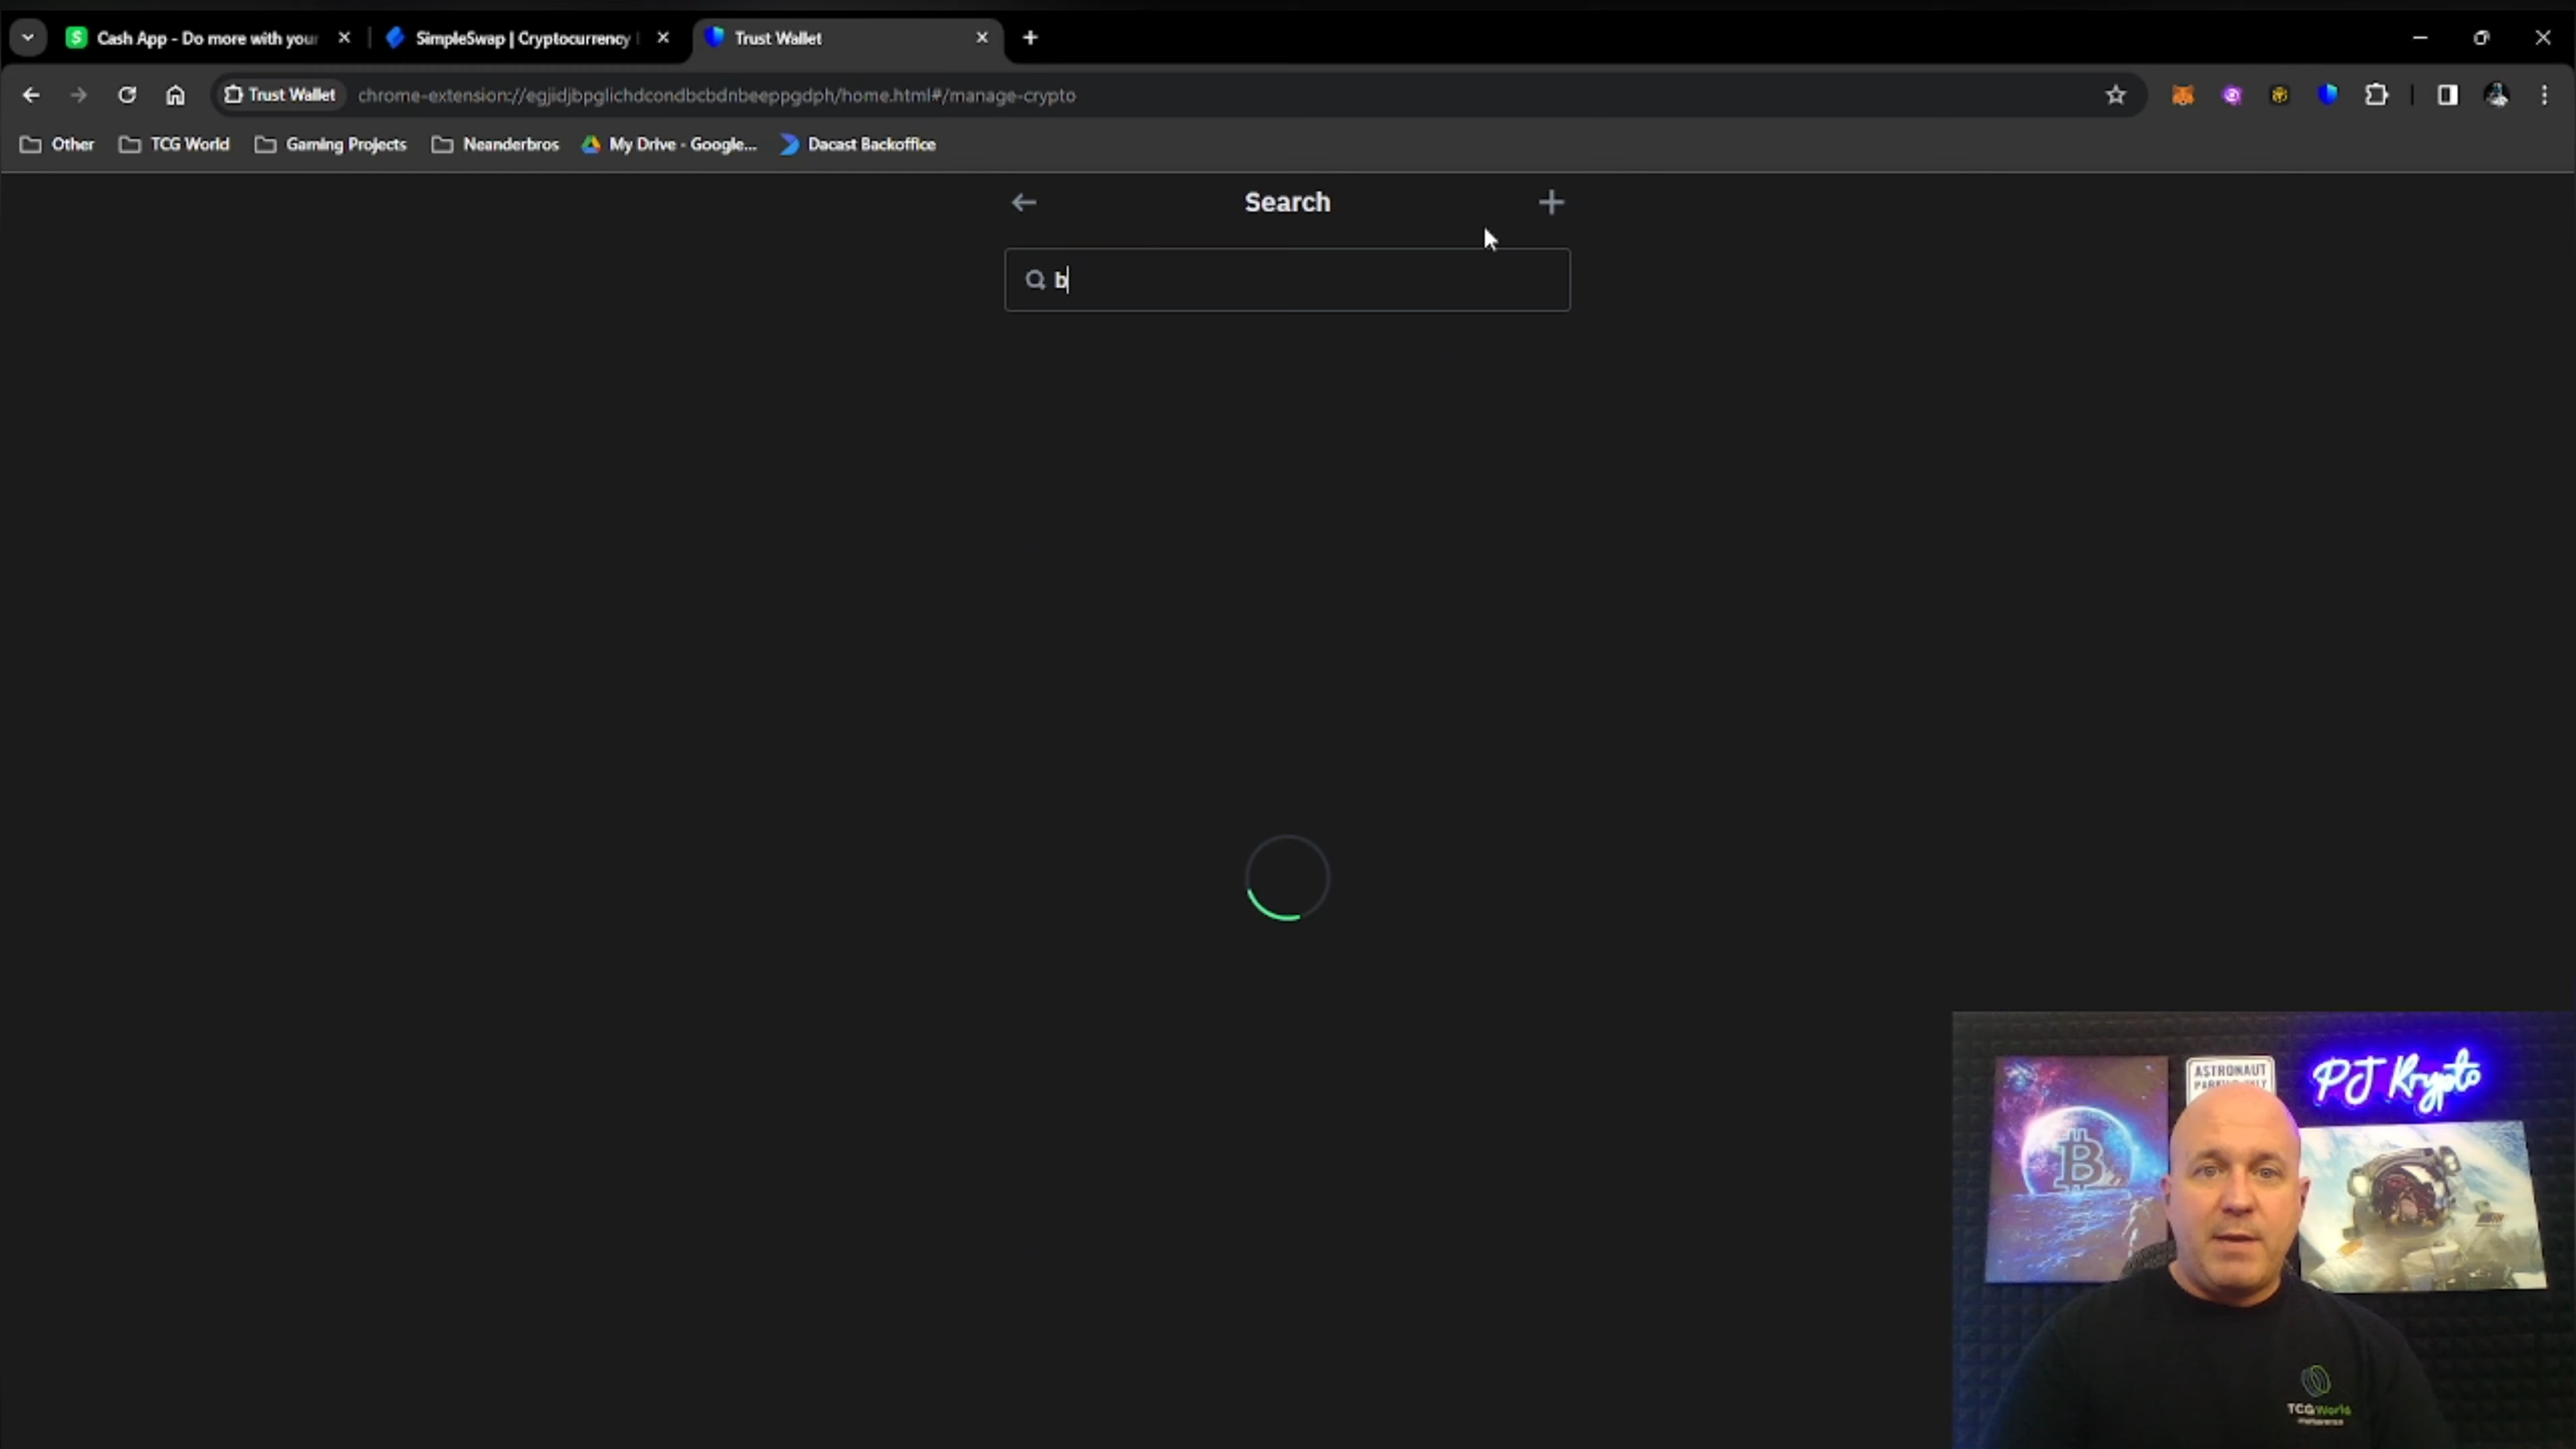 Cash App - Do more with your
SimpleSwap | Cryptocurrency
Trust Wallet
Trust Wallet
chrome-extension://egjidjbpglichdcondbcbdnbeeppgdph/home.html#/manage-crypto
Other
TCG World
Gaming Projects
Neanderbros
My Drive - Google...
Dacast Backoffice
Search
b
ASTRONAUT
PJ Krypto
B
TCGWorld